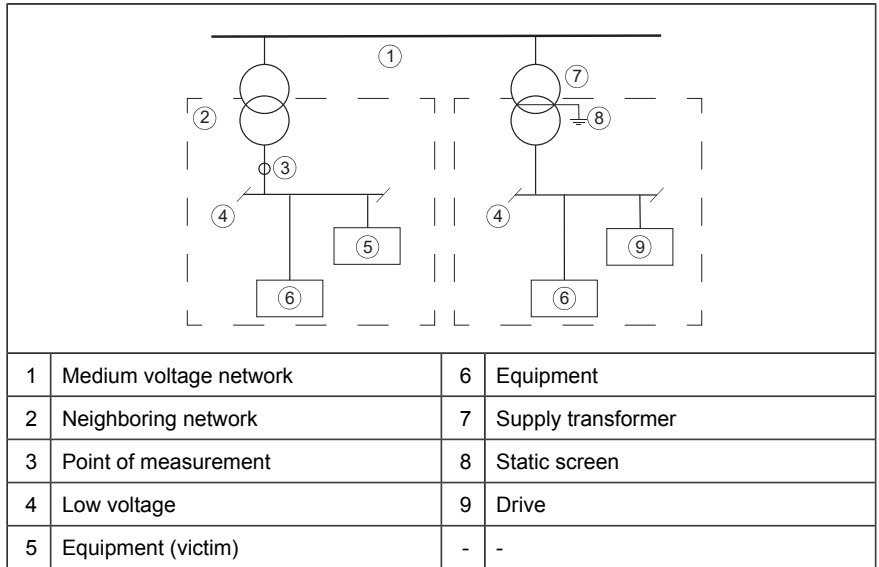 ①
⑦
②
⑧
③
④
④
⑤
⑨
⑥
⑥
1 Medium voltage network 6 Equipment
2 Neighboring network 7 Supply transformer
3 Point of measurement 8 Static screen
4 Low voltage 9 Drive
5 Equipment (victim) - -